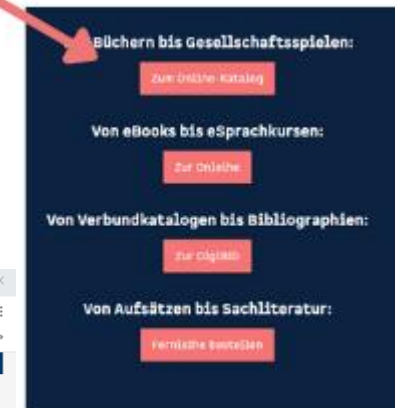 Büchern bis Gesellschaftsspielen:
Zum Online-Katalog
Von eBooks bis eSprachkursen:
Zur Onleihe
Von Verbundkatalogen bis Bibliographien:
Zur DigiBib
Von Aufsätzen bis Sachliteratur:
Fernleihe bestellen